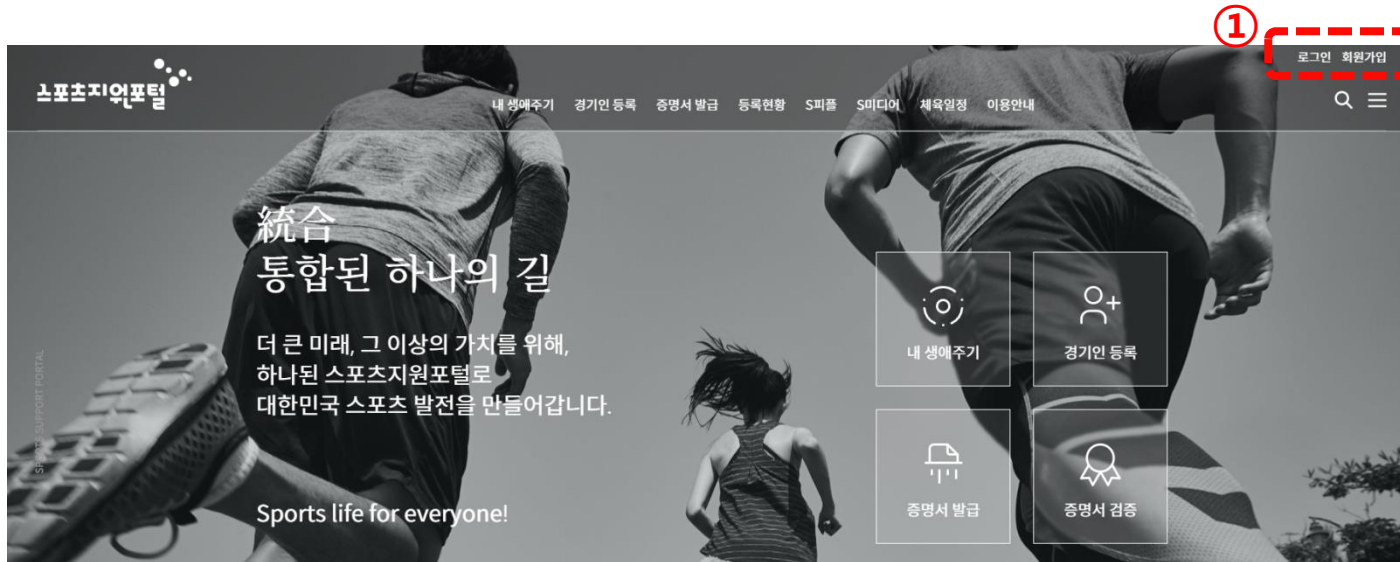 ①
로그인 회원가입
스포츠지원포털
내 생애주기 경기인 등록 증명서 발급 등록현황 S피플 S미디어 체육일정 이용안내
統合
통합된 하나의 길
더 큰 미래, 그 이상의 가치를 위해,
하나된 스포츠지원포털로
대한민국 스포츠 발전을 만들어갑니다.
Sports life for everyone!
내 생애주기
경기인 등록
증명서 발급
증명서 검증
SPORTS SUPPORT PORTAL